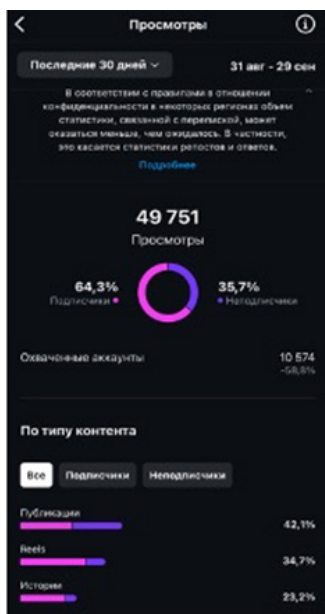 Просмотры
Последние 30 дней
31 авг - 29 сен
В соответствии с правилами в отношении
конфиденциальности в некоторых регионах объем
статистики, связанной с перепиской, может
оказаться меньше, чем ожидалось. В частности,
это касается статистики репостов и ответов.
Подробнее
49 751
Просмотры
64,3%
Подписчики
35,7%
Неподписчики
Охваченные аккаунты
10 574
-58,8%
По типу контента
Все
Подписчики
Неподписчики
Публикации
42,1%
Reels
34,7%
Истории
23,2%